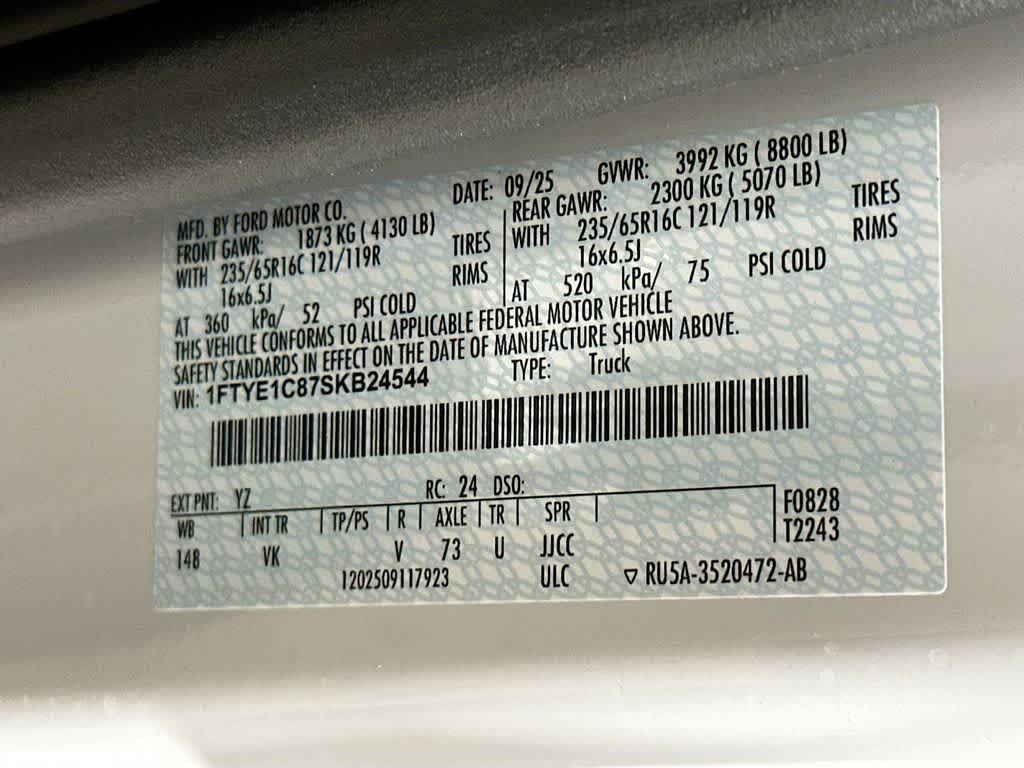 MFD. BY FORD MOTOR CO. DATE: 09/25 GVWR: 3992 KG ( 8800 LB)
FRONT GAWR: 1873 KG ( 4130 LB) REAR GAWR: 2300 KG ( 5070 LB)
WITH 235/65R16C 121/119R TIRES WITH 235/65R16C 121/119R TIRES
16x6.5J RIMS 16x6.5J RIMS
AT 360 kPa/ 52 PSI COLD AT 520 kPa/ 75 PSI COLD
THIS VEHICLE CONFORMS TO ALL APPLICABLE FEDERAL MOTOR VEHICLE
SAFETY STANDARDS IN EFFECT ON THE DATE OF MANUFACTURE SHOWN ABOVE.
VIN: 1FTYE1C87SKB24544 TYPE: Truck
EXT PNT: YZ RC: 24 DSO:
WB INT TR TP/PS R AXLE TR SPR F0828
T2243
148 VK V 73 U JJCC
1202509117923 ULC ▽ RU5A-3520472-AB